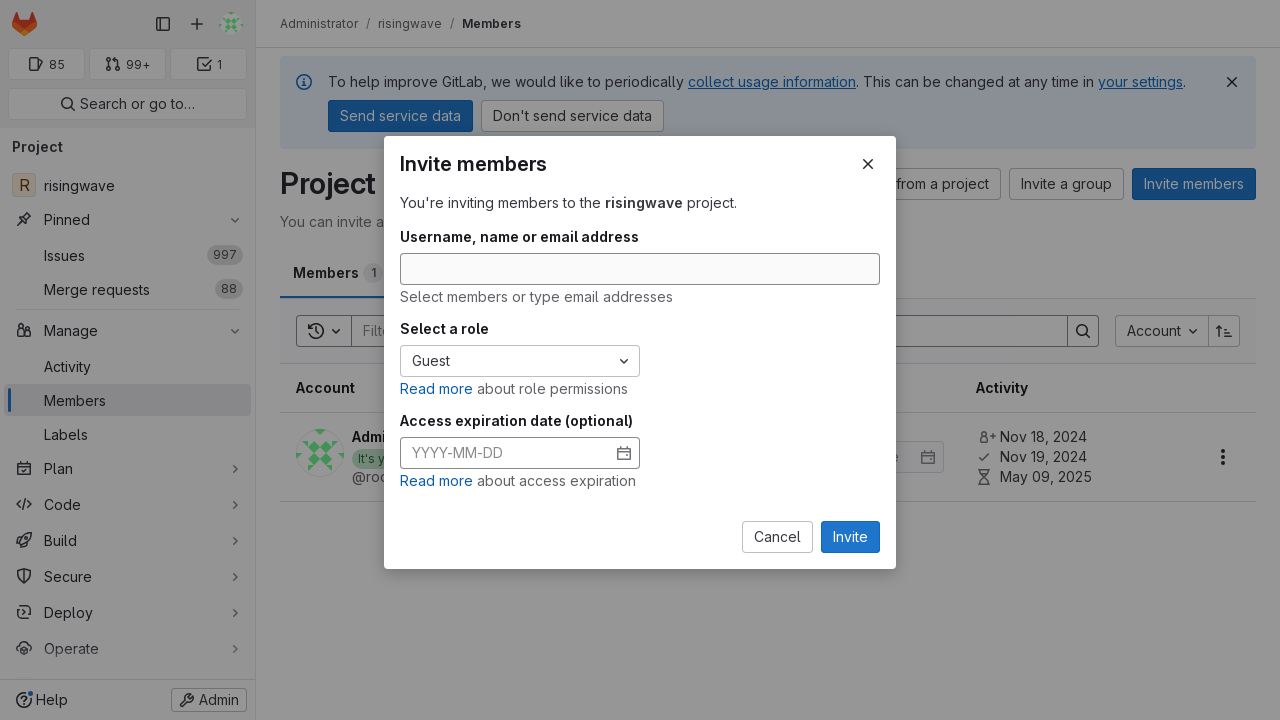 Administrator / risingwave / Members
85
99+
1
Search or go to…
To help improve GitLab, we would like to periodically collect usage information. This can be changed at any time in your settings.
Send service data
Don't send service data
Project
risingwave
R
Pinned
Issues 997
Merge requests 88
Manage
Activity
Members
Labels
Plan
Code
Build
Secure
Deploy
Operate
Help
Admin
Project
You can invite a
from a project
Invite a group
Invite members
Members 1
Filte
Account
Account
Activity
Admi
It's y
@roo
Nov 18, 2024
Nov 19, 2024
May 09, 2025
Invite members
You're inviting members to the risingwave project.
Username, name or email address
Select members or type email addresses
Select a role
Guest
Read more about role permissions
Access expiration date (optional)
YYYY-MM-DD
Read more about access expiration
Cancel
Invite